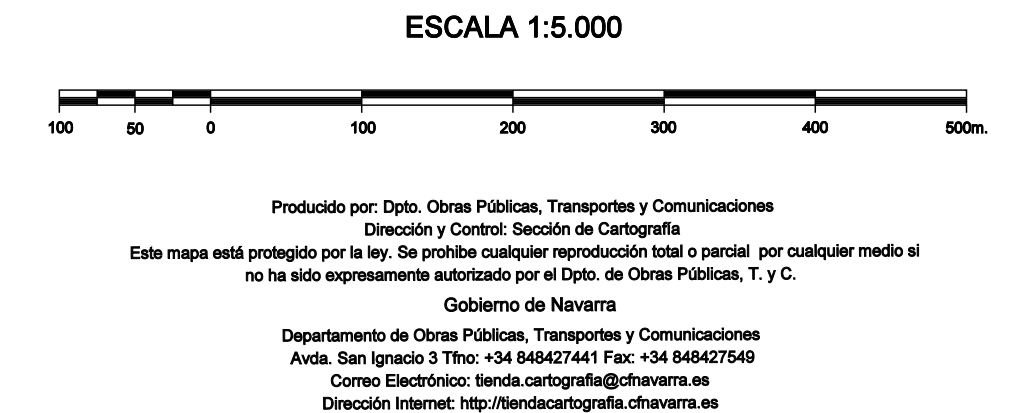 ESCALA 1:5.000
100 50 0 100 200 300 400 500m.
Producido por: Dpto. Obras Públicas, Transportes y Comunicaciones
Dirección y Control: Sección de Cartografía
Este mapa está protegido por la ley. Se prohibe cualquier reproducción total o parcial por cualquier medio si
no ha sido expresamente autorizado por el Dpto. de Obras Públicas, T. y C.
Gobierno de Navarra
Departamento de Obras Públicas, Transportes y Comunicaciones
Avda. San Ignacio 3 Tfno: +34 848427441 Fax: +34 848427549
Correo Electrónico: tienda.cartografia@cfnavarra.es
Dirección Internet: http://tiendacartografia.cfnavarra.es